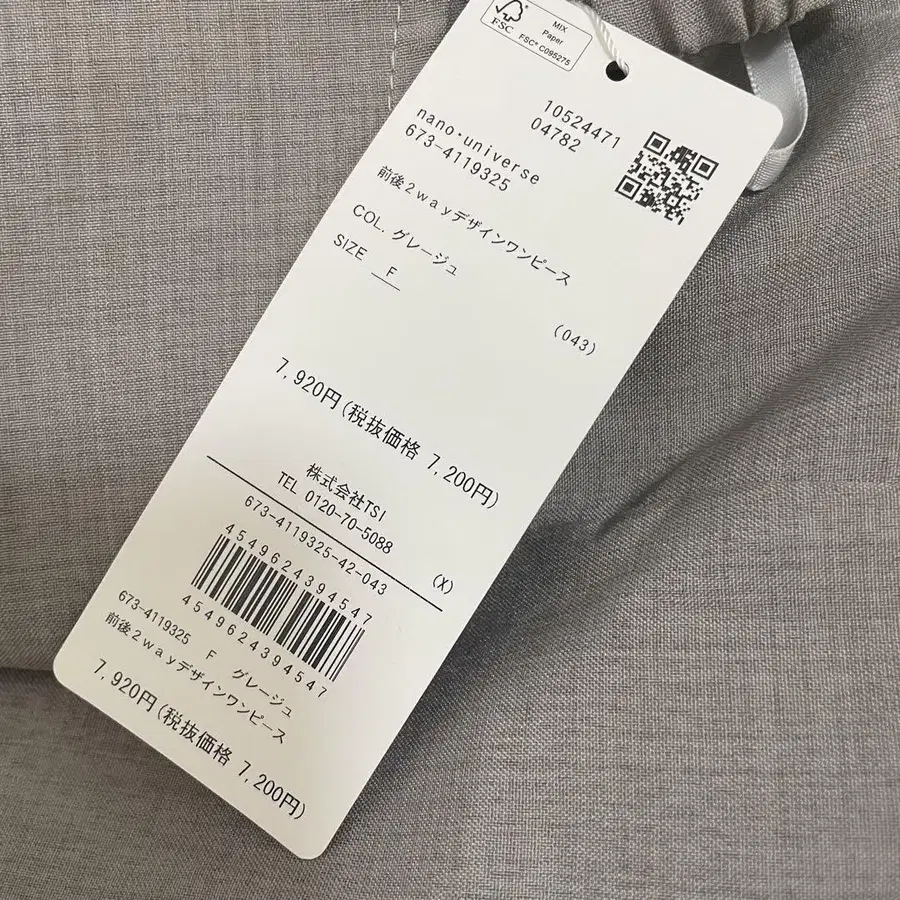 FSC
MIX
Paper
FSC® C095275
10524471
04782
nano・universe
673-4119325
前後2wayデザインワンピース
COL. グレージュ
SIZE F
(043)
7,920円(税抜価格 7,200円)
株式会社TSI
TEL 0120-70-5088
673-4119325-42-043
(X)
4549624394547
4549624394547
673-4119325 F グレージュ
前後2wayデザインワンピース
7,920円(税抜価格 7,200円)